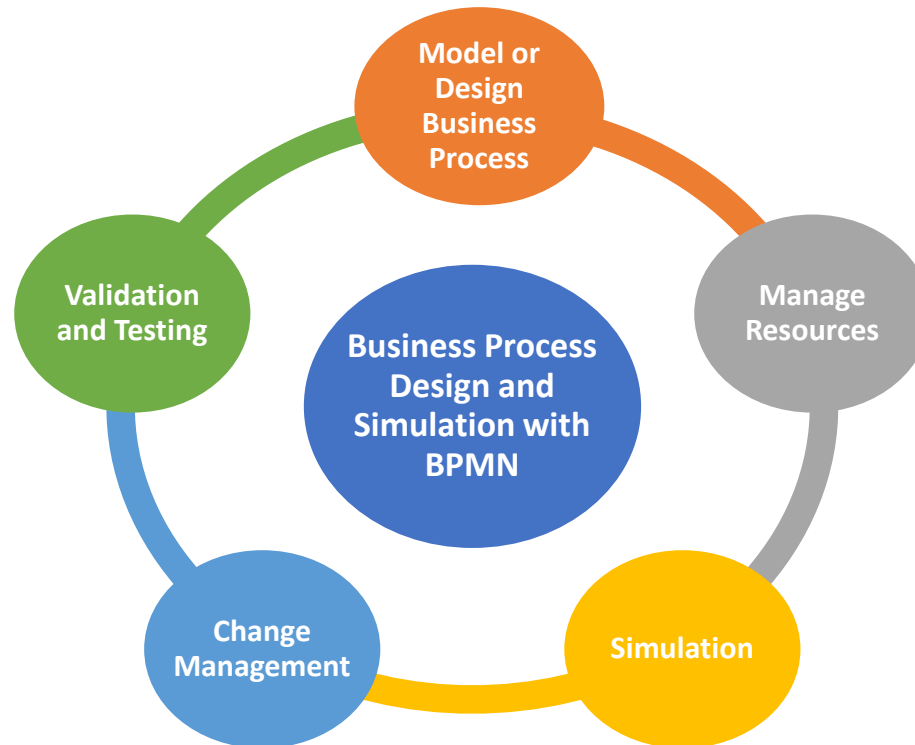 Model or
Design
Business
Process
Validation
and Testing
Manage
Resources
Business Process
Design and
Simulation with
BPMN
Change
Management
Simulation